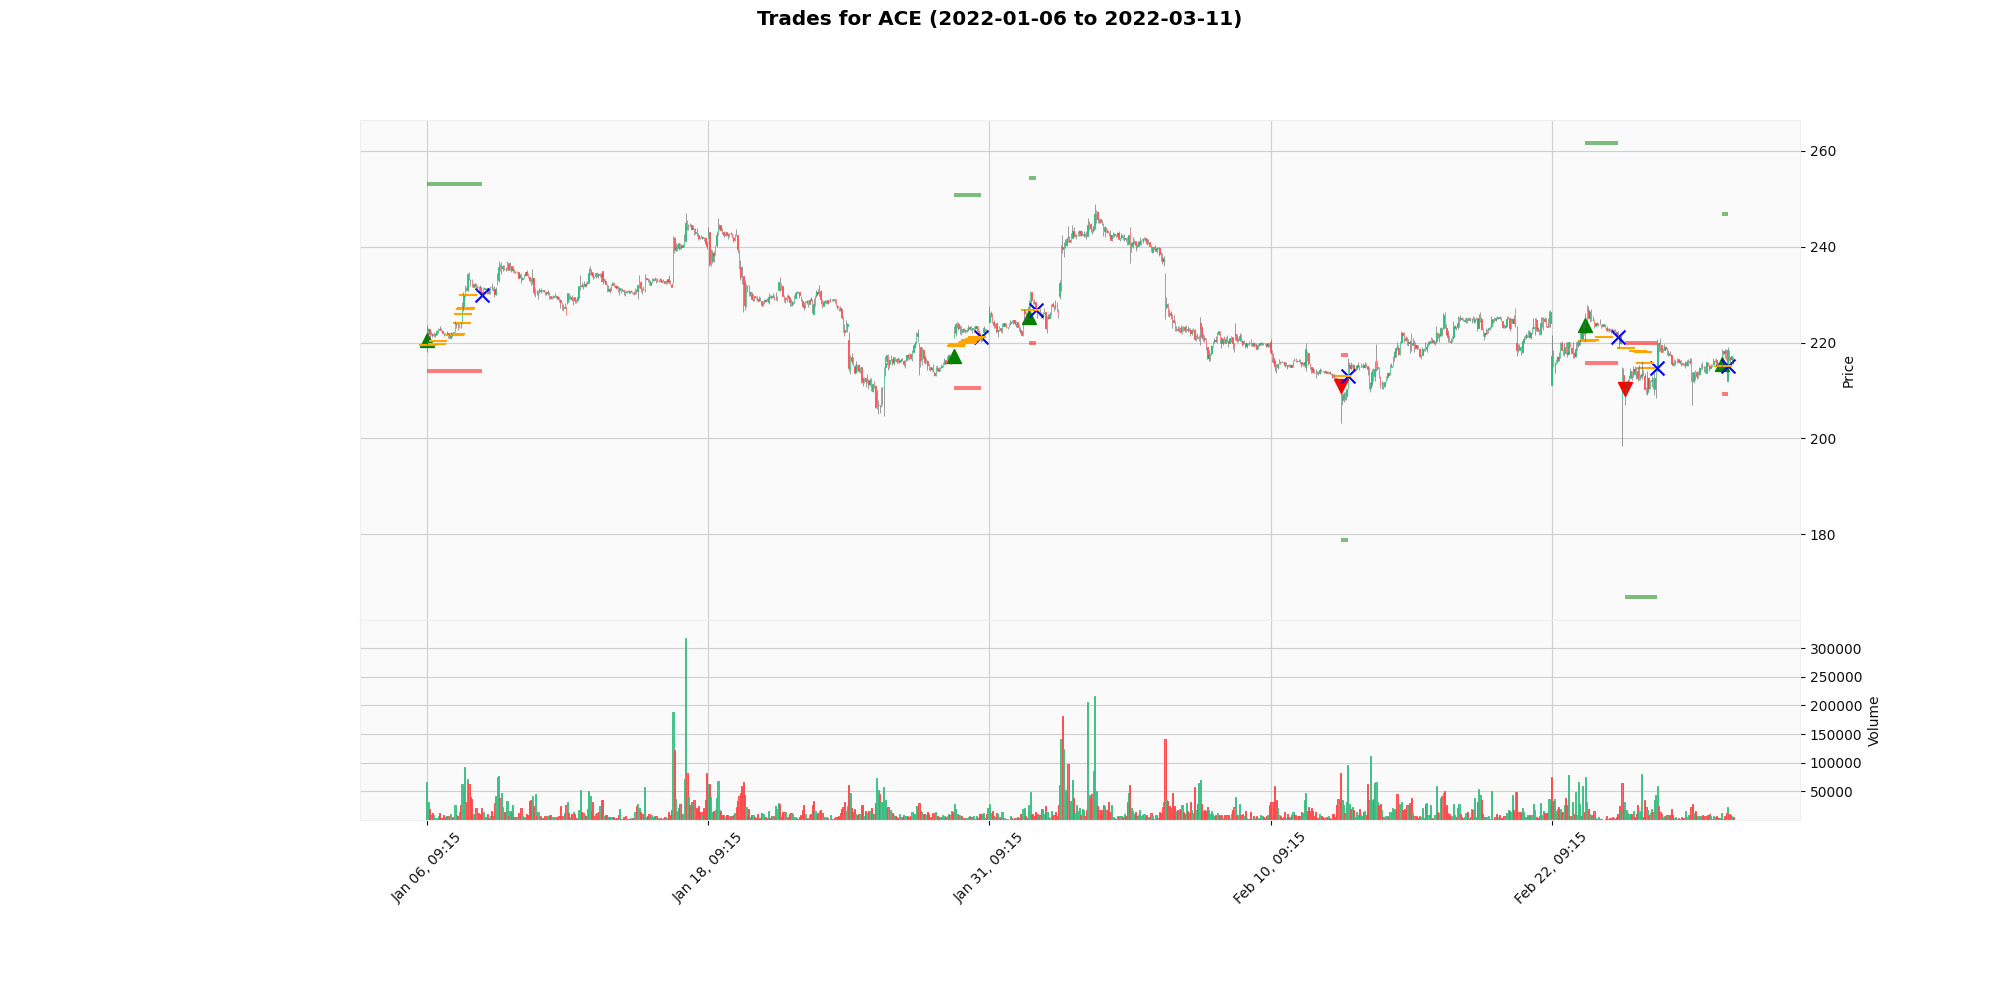 Trades for ACE (2022-01-06 to 2022-03-11)
260
240
220
200
180
Price
300000
250000
200000
150000
100000
50000
Volume
Jan 06, 09:15
Jan 18, 09:15
Jan 31, 09:15
Feb 10, 09:15
Feb 22, 09:15